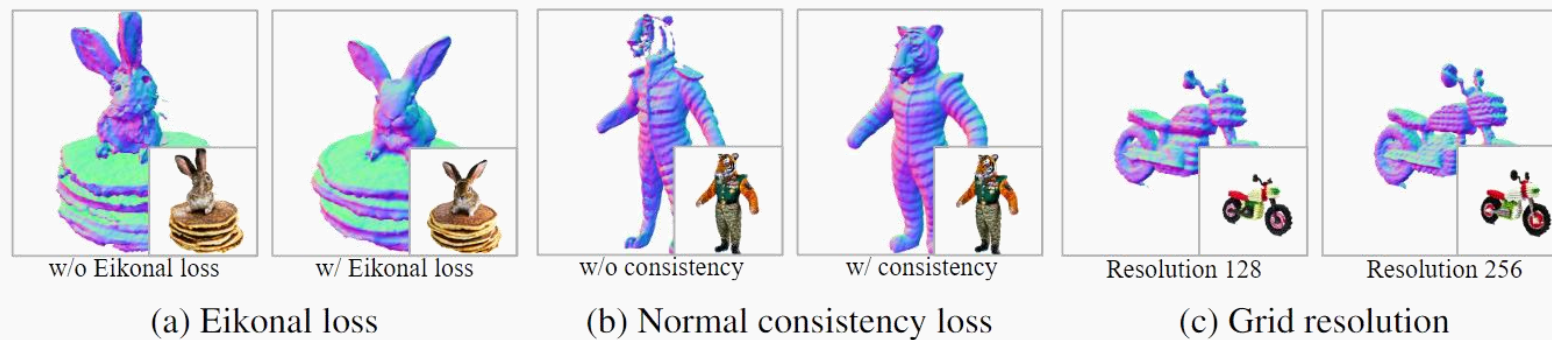 w/o Eikonal loss
w/ Eikonal loss
w/o consistency
w/ consistency
Resolution 128
Resolution 256
(a) Eikonal loss
(b) Normal consistency loss
(c) Grid resolution